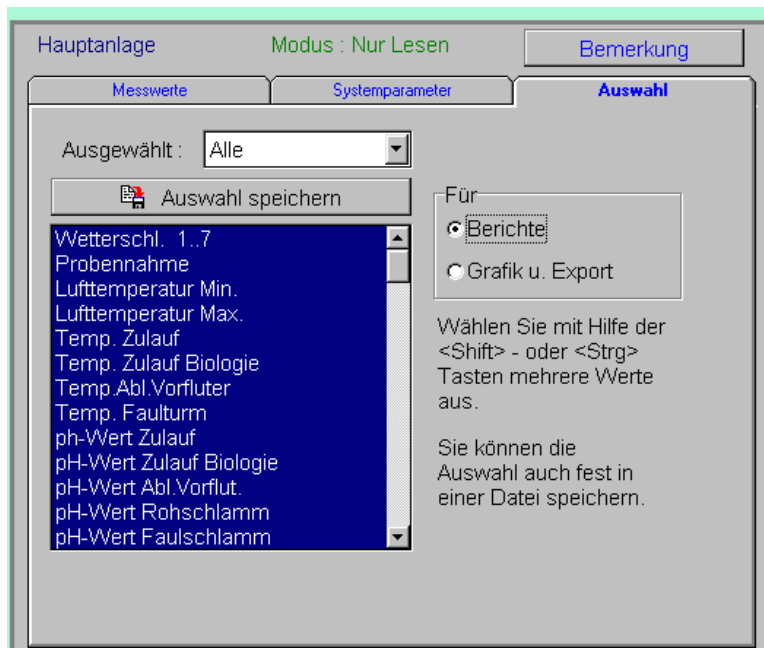 Hauptanlage Modus : Nur Lesen Bemerkung
Messwerte Systemparameter Auswahl
Ausgewählt : Alle
Auswahl speichern
Wetterschl. 1..7
Probennahme
Lufttemperatur Min.
Lufttemperatur Max.
Temp. Zulauf
Temp. Zulauf Biologie
Temp.Abl.Vorfluter
Temp. Faulturm
ph-Wert Zulauf
pH-Wert Zulauf Biologie
pH-Wert Abl.Vorflut.
pH-Wert Rohschlamm
pH-Wert Faulschlamm
Für
Berichte
Grafik u. Export
Wählen Sie mit Hilfe der
<Shift> - oder <Strg>
Tasten mehrere Werte
aus.
Sie können die
Auswahl auch fest in
einer Datei speichern.